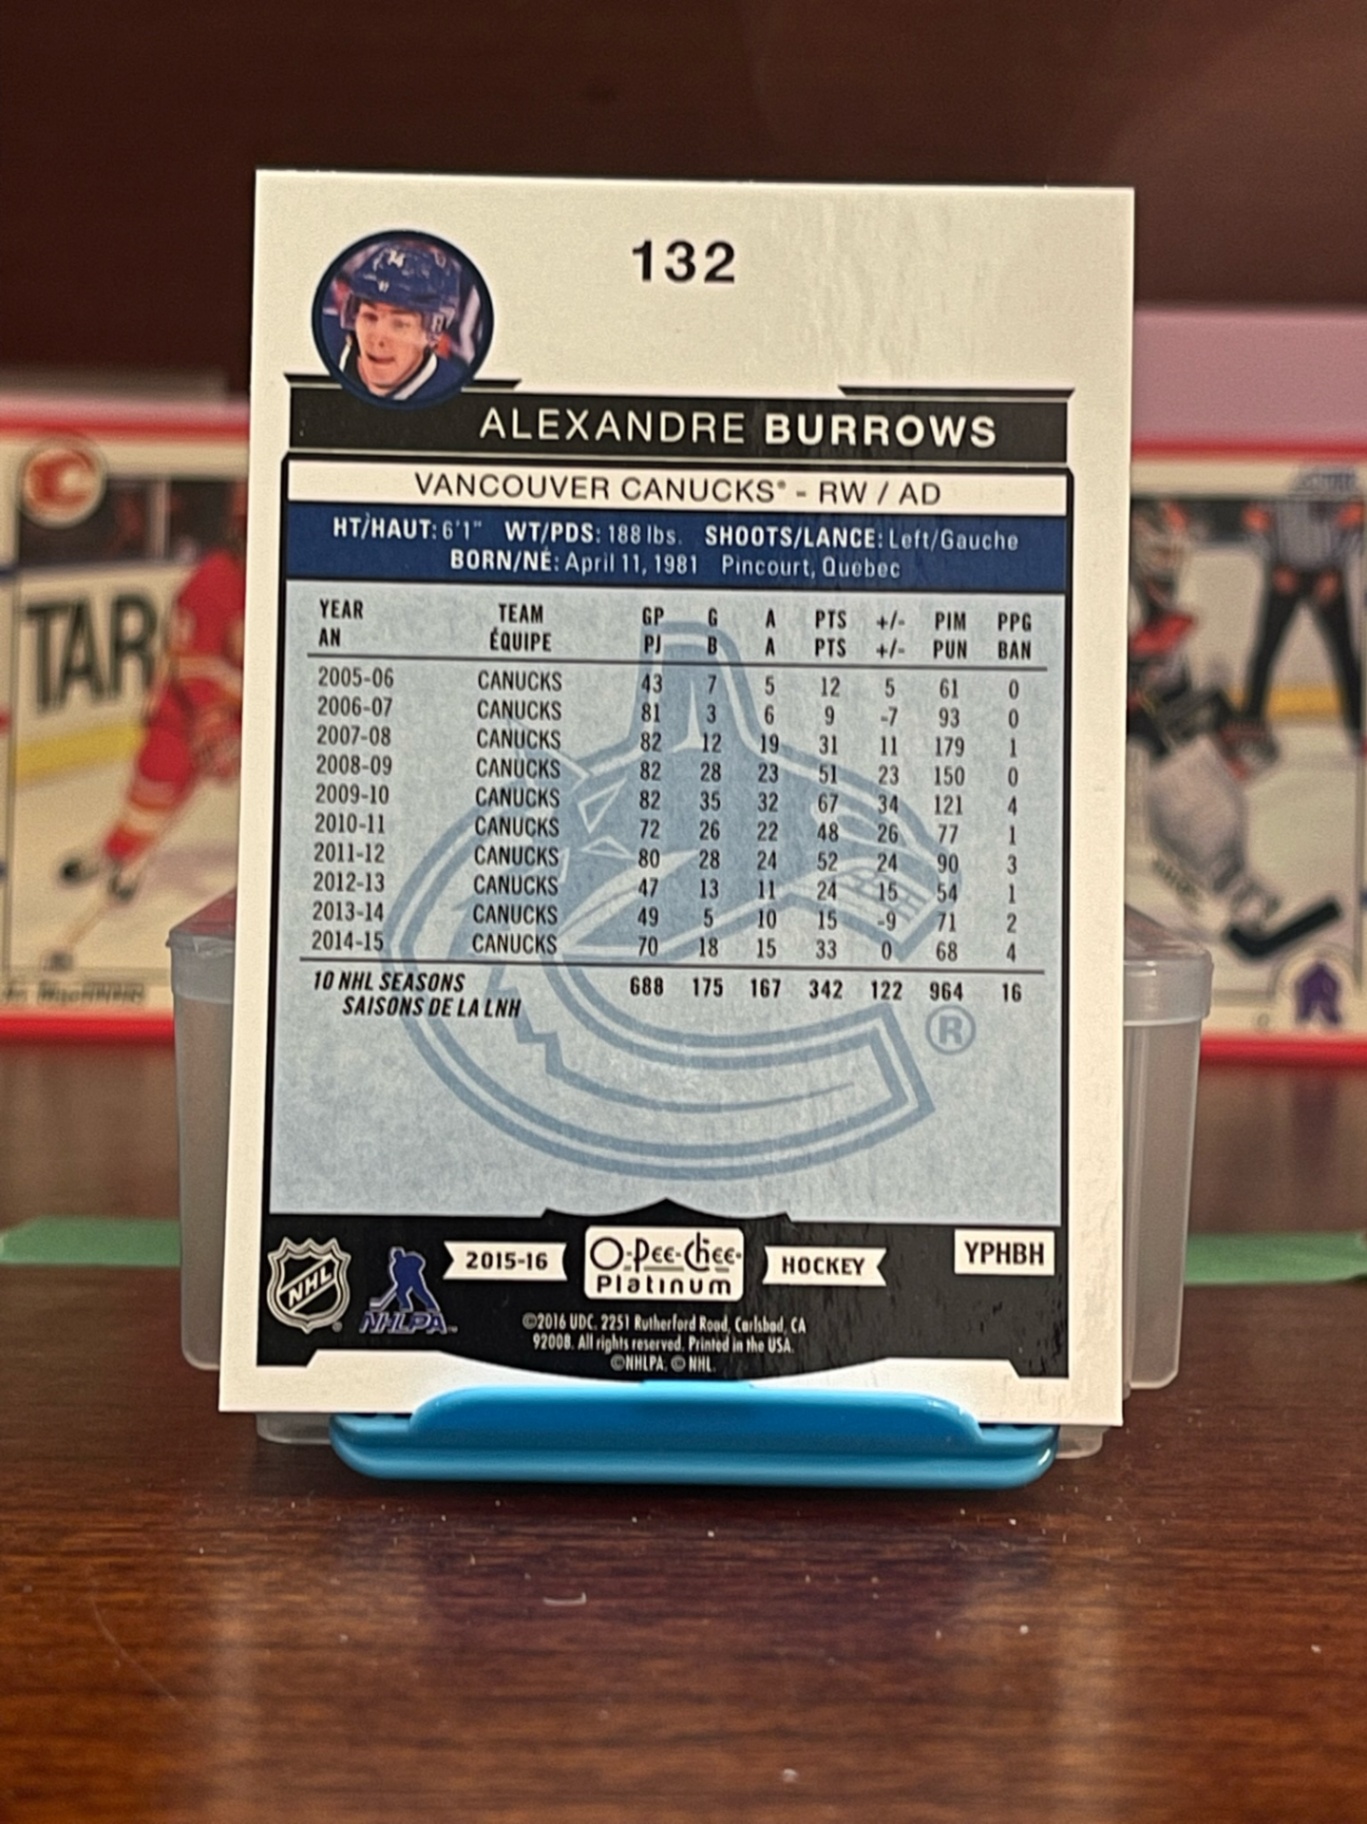 132
ALEXANDRE BURROWS
VANCOUVER CANUCKS® - RW / AD
HT/HAUT: 6'1" WT/PDS: 188 lbs. SHOOTS/LANCE: Left/Gauche
BORN/NÉ: April 11, 1981 Pincourt, Quebec
YEAR TEAM GP G A PTS +/- PIM PPG
AN ÉQUIPE PJ B A PTS +/- PUN BAN
2005-06 CANUCKS 43 7 5 12 5 61 0
2006-07 CANUCKS 81 3 6 9 -7 93 0
2007-08 CANUCKS 82 12 19 31 11 179 1
2008-09 CANUCKS 82 28 23 51 23 150 0
2009-10 CANUCKS 82 35 32 67 34 121 4
2010-11 CANUCKS 72 26 22 48 26 77 1
2011-12 CANUCKS 80 28 24 52 24 90 3
2012-13 CANUCKS 47 13 11 24 15 54 1
2013-14 CANUCKS 49 5 10 15 -9 71 2
2014-15 CANUCKS 70 18 15 33 0 68 4
10 NHL SEASONS 688 175 167 342 122 964 16
SAISONS DE LA LNH
®
NHL
NHLPA
2015-16
O-Pee-Chee
Platinum
HOCKEY
YPHBH
©2016 UDC. 2251 Rutherford Road, Carlsbad, CA
92008. All rights reserved. Printed in the USA.
©NHLPA. © NHL.
TAR